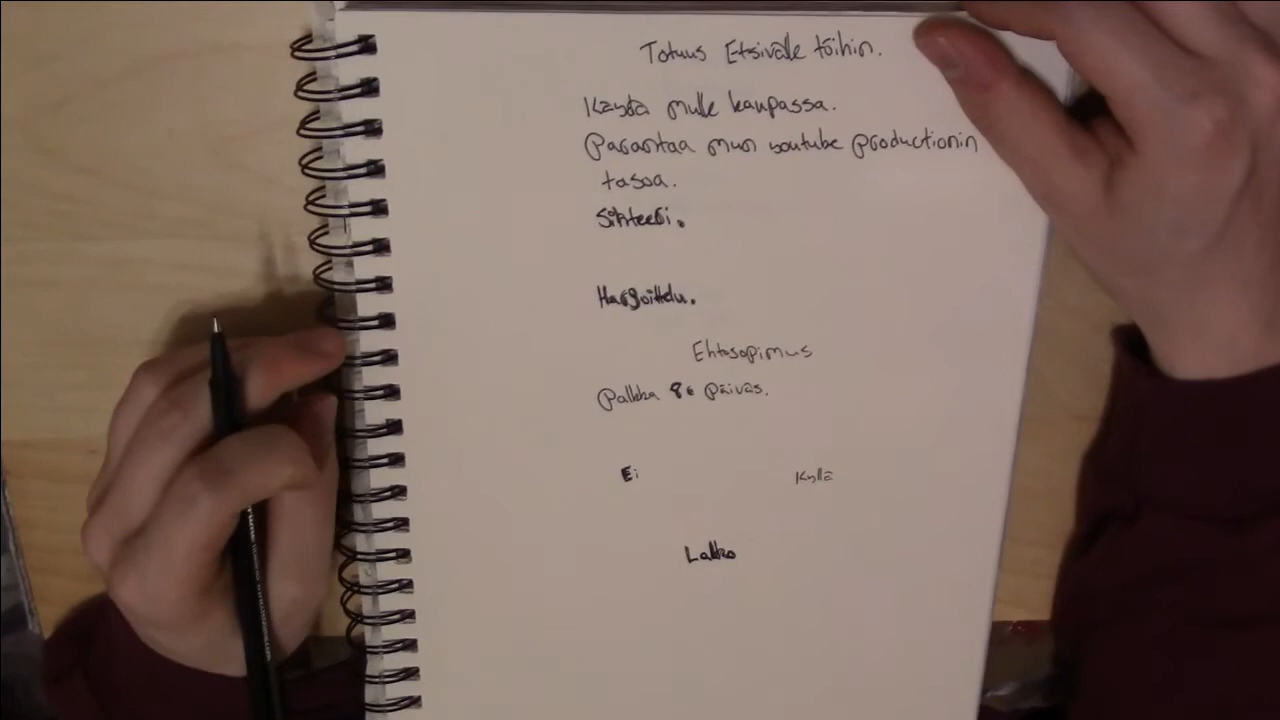 Totuus Etsivälle töihin.
Käydä mulle kaupassa.
Parantaa mun youtube productionin
tasoa.
Sihteeri.
Harjoittelu.
Ehtosopimus
Palkka 8€ päiväs.
Ei Kyllä
Lakko